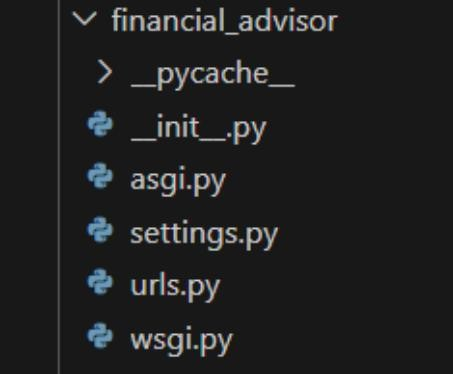 financial_advisor
__pycache__
__init__.py
asgi.py
settings.py
urls.py
wsgi.py